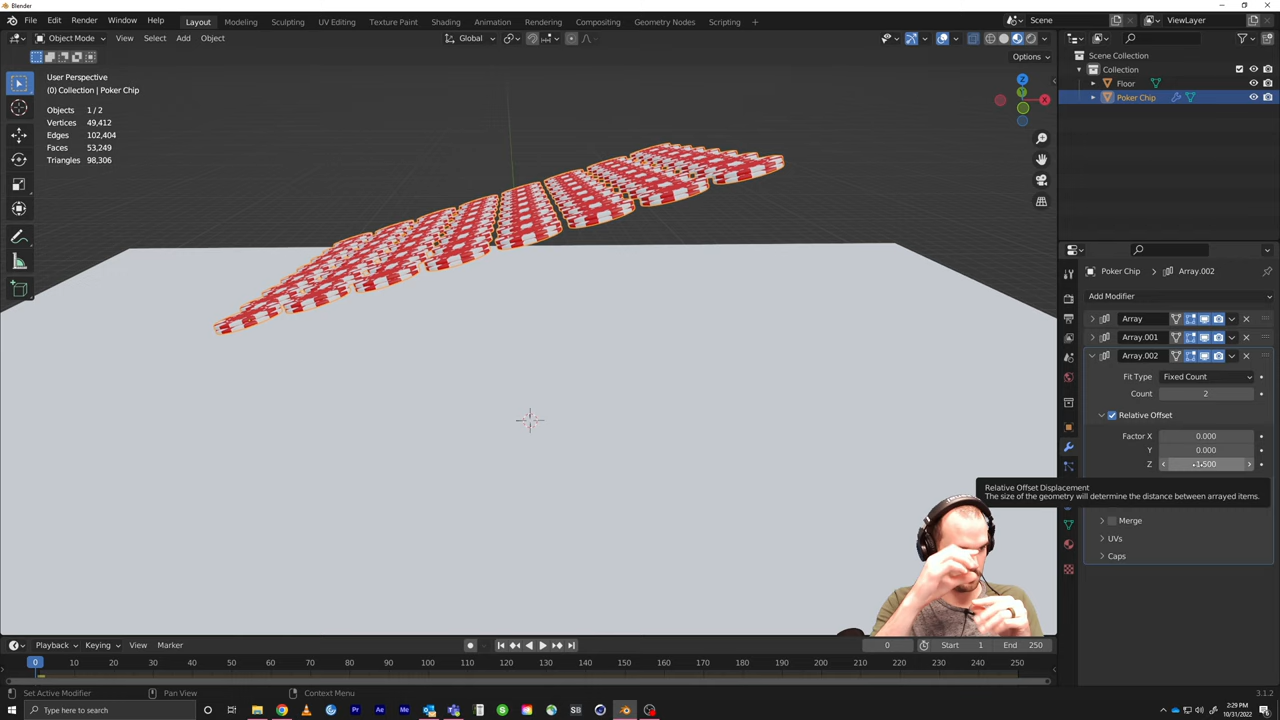 Blender
File Edit Render Window Help Layout Modeling Sculpting UV Editing Texture Paint Shading Animation Rendering Compositing Geometry Nodes Scripting + Scene ViewLayer
Object Mode View Select Add Object Global
Options
User Perspective
(0) Collection | Poker Chip
Objects 1 / 2
Vertices 49,412
Edges 102,404
Faces 53,249
Triangles 98,306
Z
Y
X
Scene Collection
Collection
Floor
Poker Chip
Poker Chip > Array.002
Add Modifier
Array
Array.001
Array.002
Fit Type Fixed Count
Count 2
Relative Offset
Factor X 0.000
Y 0.000
Z 1.500
Relative Offset Displacement
The size of the geometry will determine the distance between arrayed items.
Merge
UVs
Caps
Playback Keying View Marker 0 Start 1 End 250
0 10 20 30 40 50 60 70 80 90 100 110 120 130 140 150 160 170 180 190 200 210 220 230 240 250
Set Active Modifier Pan View Context Menu 3.1.2
Type here to search Pr Ae Me 2:29 PM
10/31/2022